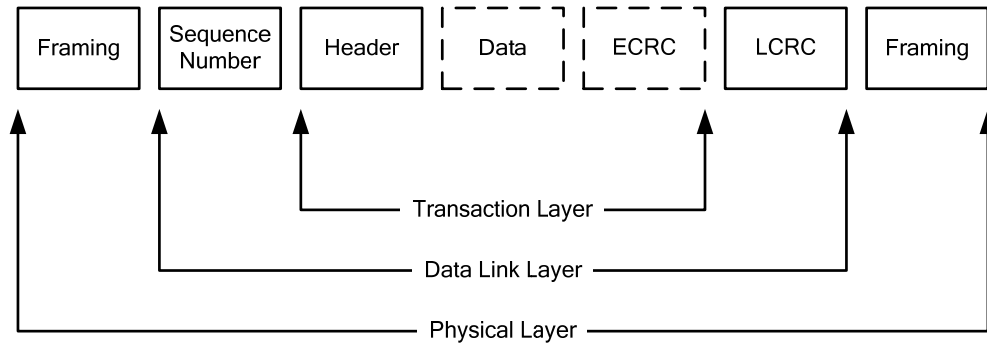 Framing
Sequence
Number
Header
Data
ECRC
LCRC
Framing
Transaction Layer
Data Link Layer
Physical Layer